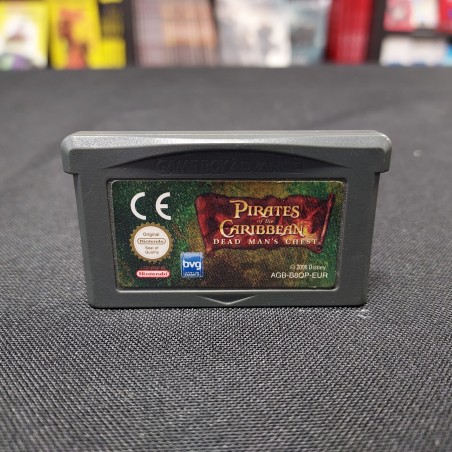 GAME BOY ADVANCE
CE
PIRATES
of the
CARIBBEAN
DEAD MAN'S CHEST
Original
Nintendo
Seal of
Quality
Nintendo
bvg
© 2006 Disney
AGB-B8QP-EUR